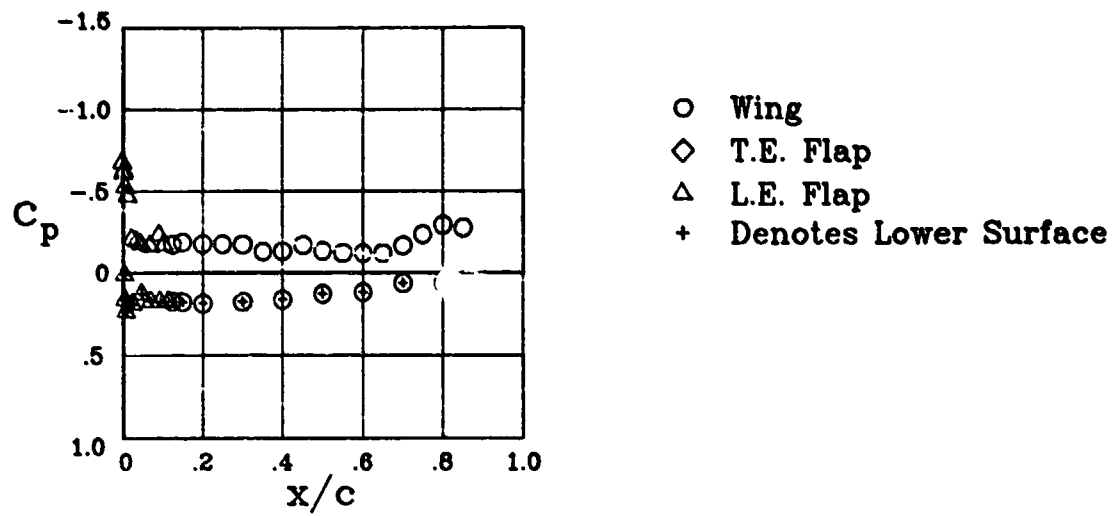 -1.5
-1.0
-.5
Cp
0
.5
1.0
0 .2 .4 .6 .8 1.0
x/c
Wing
T.E. Flap
L.E. Flap
+ Denotes Lower Surface